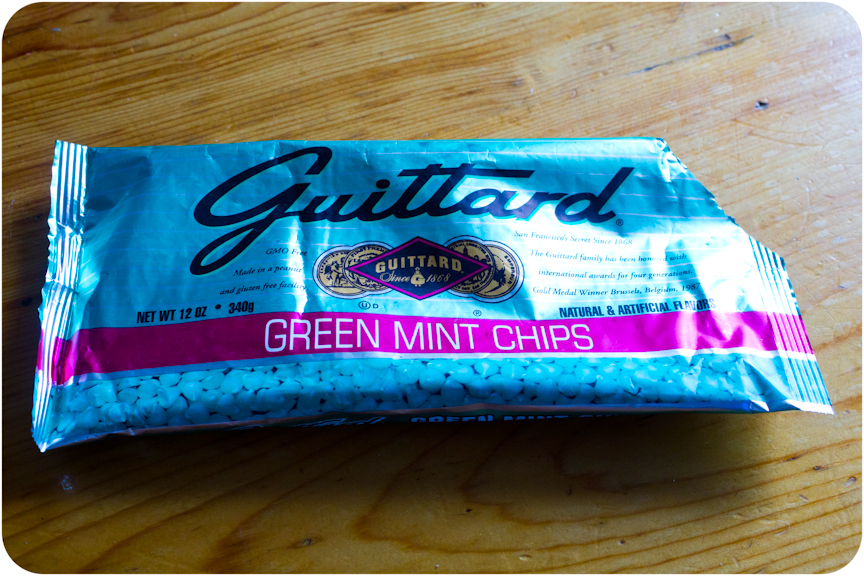 Guittard®
San Francisco's Secret Since 1868
GMO Free
Made in a peanut
and gluten free facility
GUITTARD
Since 1868
The Guittard family has been honored with
international awards for four generations.
Gold Medal Winner Brussels, Belgium, 1987
U D
®
NET WT 12 OZ • 340g
NATURAL & ARTIFICIAL FLAVORS
GREEN MINT CHIPS
GREEN MINT